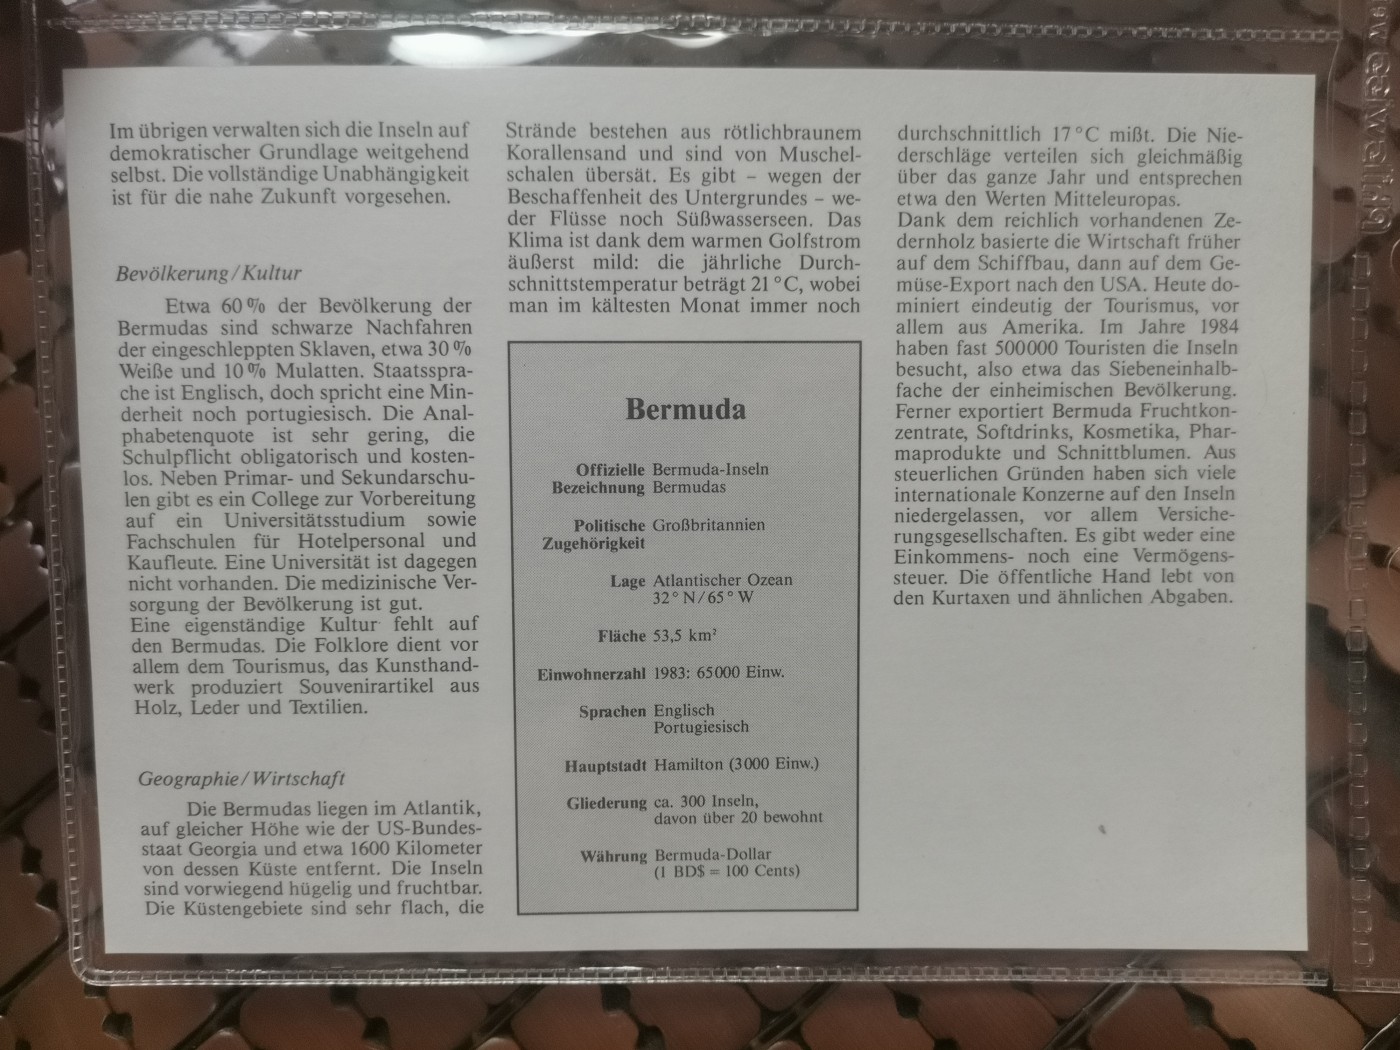 Im übrigen verwalten sich die Inseln auf
demokratischer Grundlage weitgehend
selbst. Die vollständige Unabhängigkeit
ist für die nahe Zukunft vorgesehen.
Bevölkerung/Kultur
Etwa 60% der Bevölkerung der
Bermudas sind schwarze Nachfahren
der eingeschleppten Sklaven, etwa 30%
Weiße und 10% Mulatten. Staatsspra-
che ist Englisch, doch spricht eine Min-
derheit noch portugiesisch. Die Anal-
phabetenquote ist sehr gering, die
Schulpflicht obligatorisch und kosten-
los. Neben Primar- und Sekundarschu-
len gibt es ein College zur Vorbereitung
auf ein Universitätsstudium sowie
Fachschulen für Hotelpersonal und
Kaufleute. Eine Universität ist dagegen
nicht vorhanden. Die medizinische Ver-
sorgung der Bevölkerung ist gut.
Eine eigenständige Kultur fehlt auf
den Bermudas. Die Folklore dient vor
allem dem Tourismus, das Kunsthand-
werk produziert Souvenirartikel aus
Holz, Leder und Textilien.
Geographie/Wirtschaft
Die Bermudas liegen im Atlantik,
auf gleicher Höhe wie der US-Bundes-
staat Georgia und etwa 1600 Kilometer
von dessen Küste entfernt. Die Inseln
sind vorwiegend hügelig und fruchtbar.
Die Küstengebiete sind sehr flach, die
Strände bestehen aus rötlichbraunem
Korallensand und sind von Muschel-
schalen übersät. Es gibt – wegen der
Beschaffenheit des Untergrundes – we-
der Flüsse noch Süßwasserseen. Das
Klima ist dank dem warmen Golfstrom
äußerst mild: die jährliche Durch-
schnittstemperatur beträgt 21°C, wobei
man im kältesten Monat immer noch
Bermuda
Offizielle Bermuda-Inseln
Bezeichnung Bermudas
Politische Großbritannien
Zugehörigkeit
Lage Atlantischer Ozean
32° N/65° W
Fläche 53,5 km²
Einwohnerzahl 1983: 65000 Einw.
Sprachen Englisch
Portugiesisch
Hauptstadt Hamilton (3000 Einw.)
Gliederung ca. 300 Inseln,
davon über 20 bewohnt
Währung Bermuda-Dollar
(1 BD$ = 100 Cents)
durchschnittlich 17°C mißt. Die Nie-
derschläge verteilen sich gleichmäßig
über das ganze Jahr und entsprechen
etwa den Werten Mitteleuropas.
Dank dem reichlich vorhandenen Ze-
dernholz basierte die Wirtschaft früher
auf dem Schiffbau, dann auf dem Ge-
müse-Export nach den USA. Heute do-
miniert eindeutig der Tourismus, vor
allem aus Amerika. Im Jahre 1984
haben fast 500000 Touristen die Inseln
besucht, also etwa das Siebeneinhalb-
fache der einheimischen Bevölkerung.
Ferner exportiert Bermuda Fruchtkon-
zentrate, Softdrinks, Kosmetika, Phar-
maprodukte und Schnittblumen. Aus
steuerlichen Gründen haben sich viele
internationale Konzerne auf den Inseln
niedergelassen, vor allem Versiche-
rungsgesellschaften. Es gibt weder eine
Einkommens- noch eine Vermögens-
steuer. Die öffentliche Hand lebt von
den Kurtaxen und ähnlichen Abgaben.